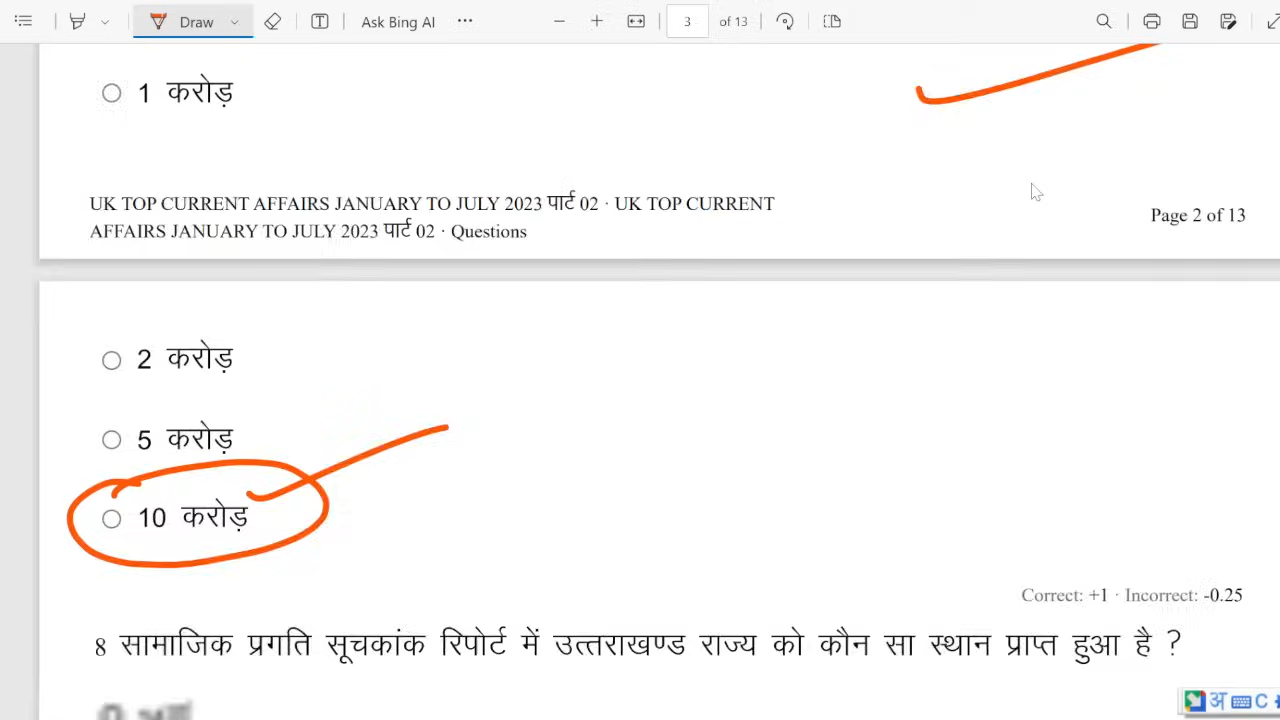 Draw
Ask Bing AI
3 of 13
1 करोड़
UK TOP CURRENT AFFAIRS JANUARY TO JULY 2023 पार्ट 02 · UK TOP CURRENT
AFFAIRS JANUARY TO JULY 2023 पार्ट 02 · Questions
Page 2 of 13
2 करोड़
5 करोड़
10 करोड़
Correct: +1 · Incorrect: -0.25
8 सामाजिक प्रगति सूचकांक रिपोर्ट में उत्तराखण्ड राज्य को कौन सा स्थान प्राप्त हुआ है ?
अ C